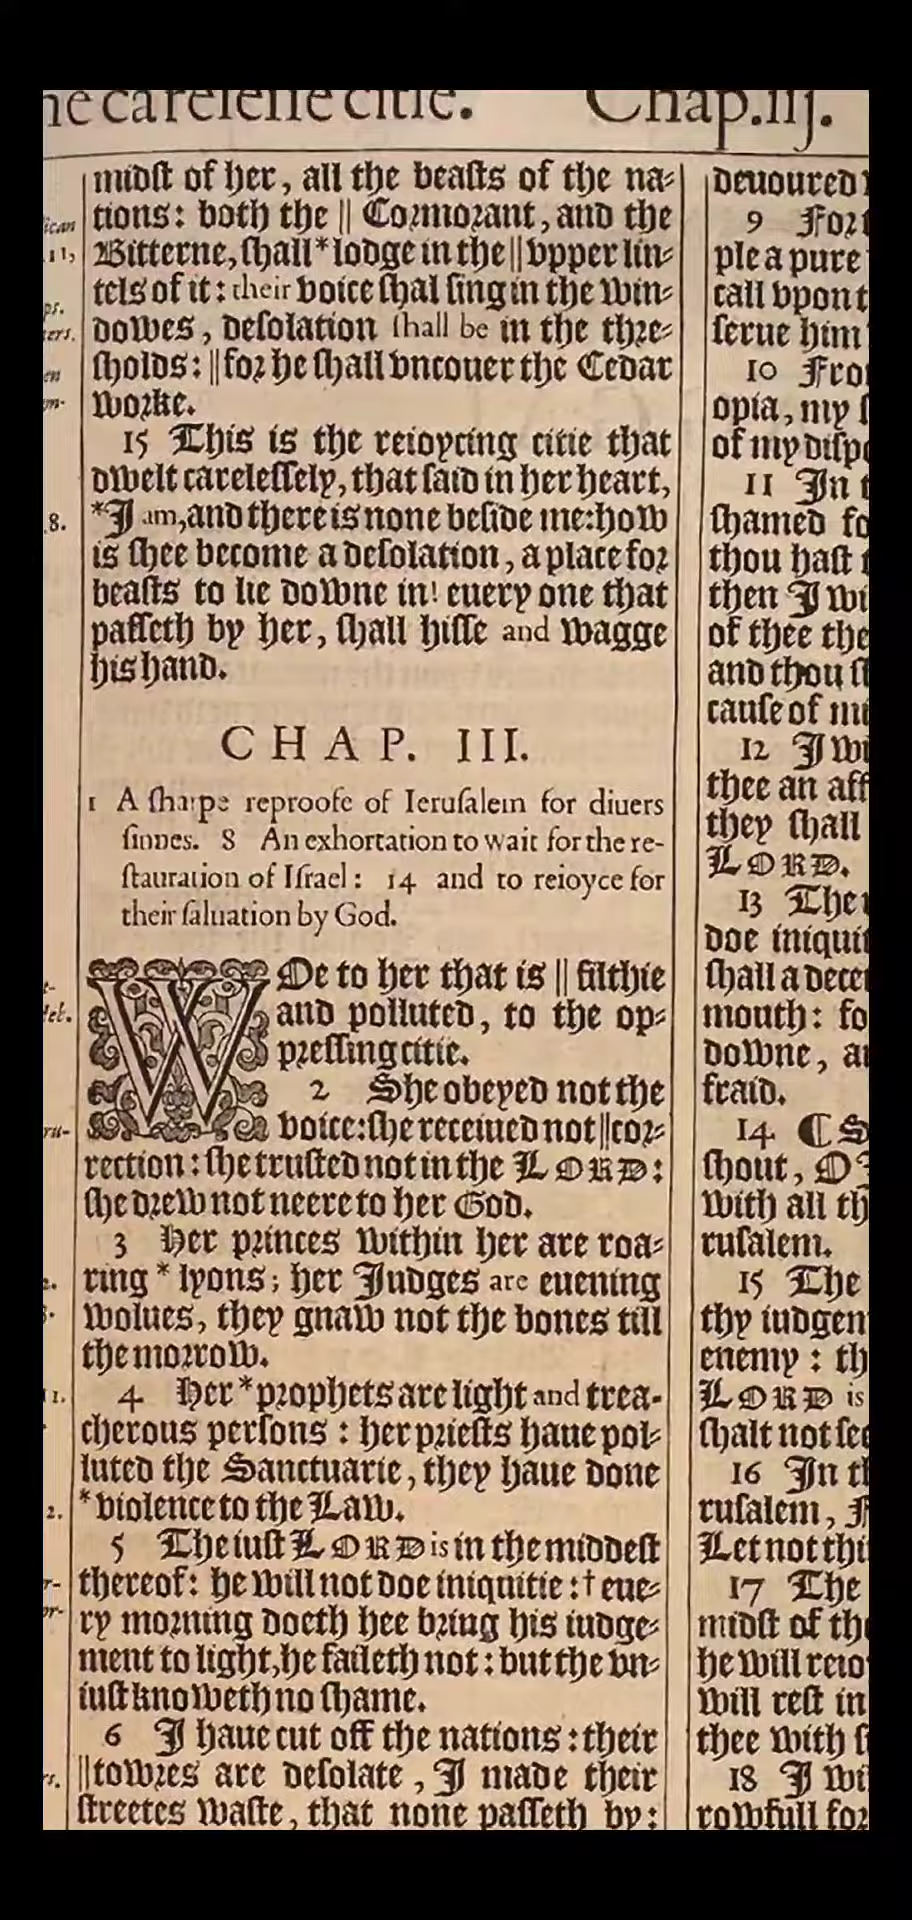 he carelesse citie. Chap.iij.
midst of her, all the beasts of the na-
tions: both the || Cormorant, and the
Bitterne, shall * lodge in the || vpper lin-
tels of it: their voice shal sing in the win-
dowes, desolation shall be in the thre-
sholds: || for he shall vncouer the Cedar
worke.
15 This is the reioycing citie that
dwelt carelessely, that said in her heart,
*I am, and there is none beside me: how
is shee become a desolation, a place for
beasts to lie downe in! euery one that
passeth by her, shall hisse and wagge
his hand.
CHAP. III.
1 A sharpe reproofe of Ierusalem for diuers
sinnes. 8 An exhortation to wait for the re-
stauration of Israel: 14 and to reioyce for
their saluation by God.
WOe to her that is || filthie
and polluted, to the op-
pressing citie.
2 She obeyed not the
voice: she receiued not || cor-
rection: she trusted not in the LORD:
she drew not neere to her God.
3 Her princes within her are roa-
ring * lyons; her Judges are euening
wolues, they gnaw not the bones till
the morrow.
4 Her * prophets are light and trea-
cherous persons: her priests haue pol-
luted the Sanctuarie, they haue done
* violence to the Law.
5 The iust LORD is in the middest
thereof: he will not doe iniquitie: † eue-
ry morning doeth hee bring his iudge-
ment to light, he faileth not: but the vn-
iust knoweth no shame.
6 I haue cut off the nations: their
|| towres are desolate, I made their
streetes waste, that none passeth by:
deuoured
9 For
ple a pure
call vpon t
serue him
10 Fro
opia, my s
of my dispe
11 In t
shamed fo
thou hast t
then I wi
of thee the
and thou sh
cause of m
12 I wi
thee an aff
they shall
LORD.
13 The
doe iniquit
shall a decei
mouth: fo
downe, an
fraid.
14 ¶ S
shout, O
with all th
rusalem.
15 The
thy iudgem
enemy: th
LORD is
shalt not see
16 In th
rusalem, F
Let not thi
17 The
midst of th
he will reio
will rest in
thee with s
18 I wi
rowfull for